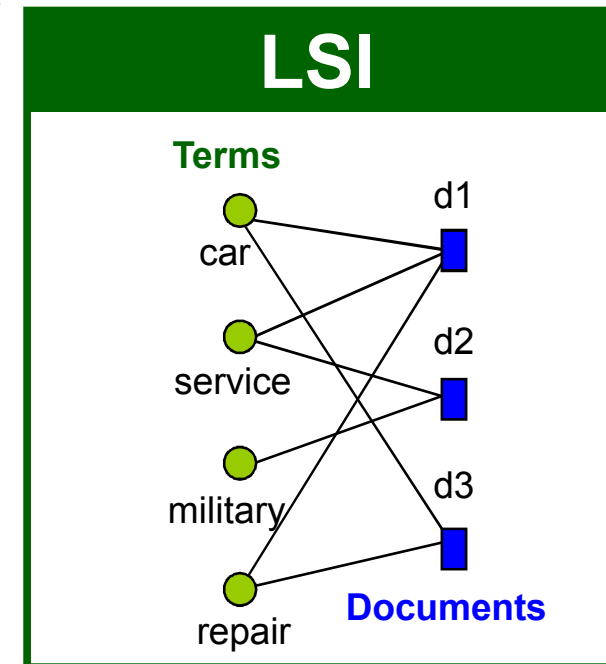 LSI
Terms
d1
car
d2
service
d3
military
Documents
repair